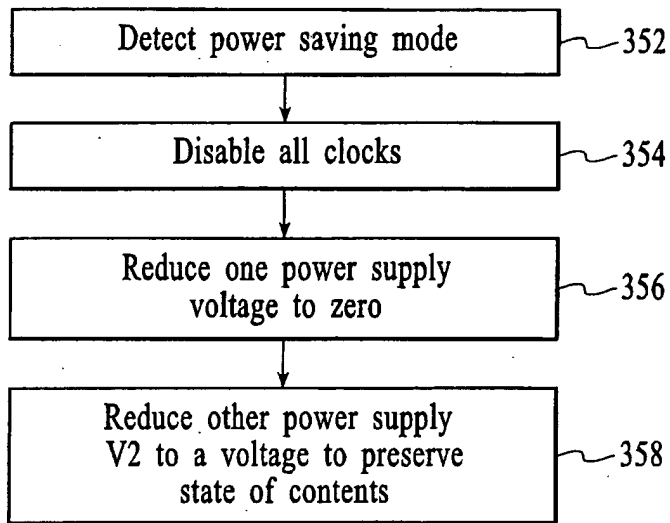 Detect power saving mode
352
Disable all clocks
354
Reduce one power supply
voltage to zero
356
Reduce other power supply
V2 to a voltage to preserve
state of contents
358